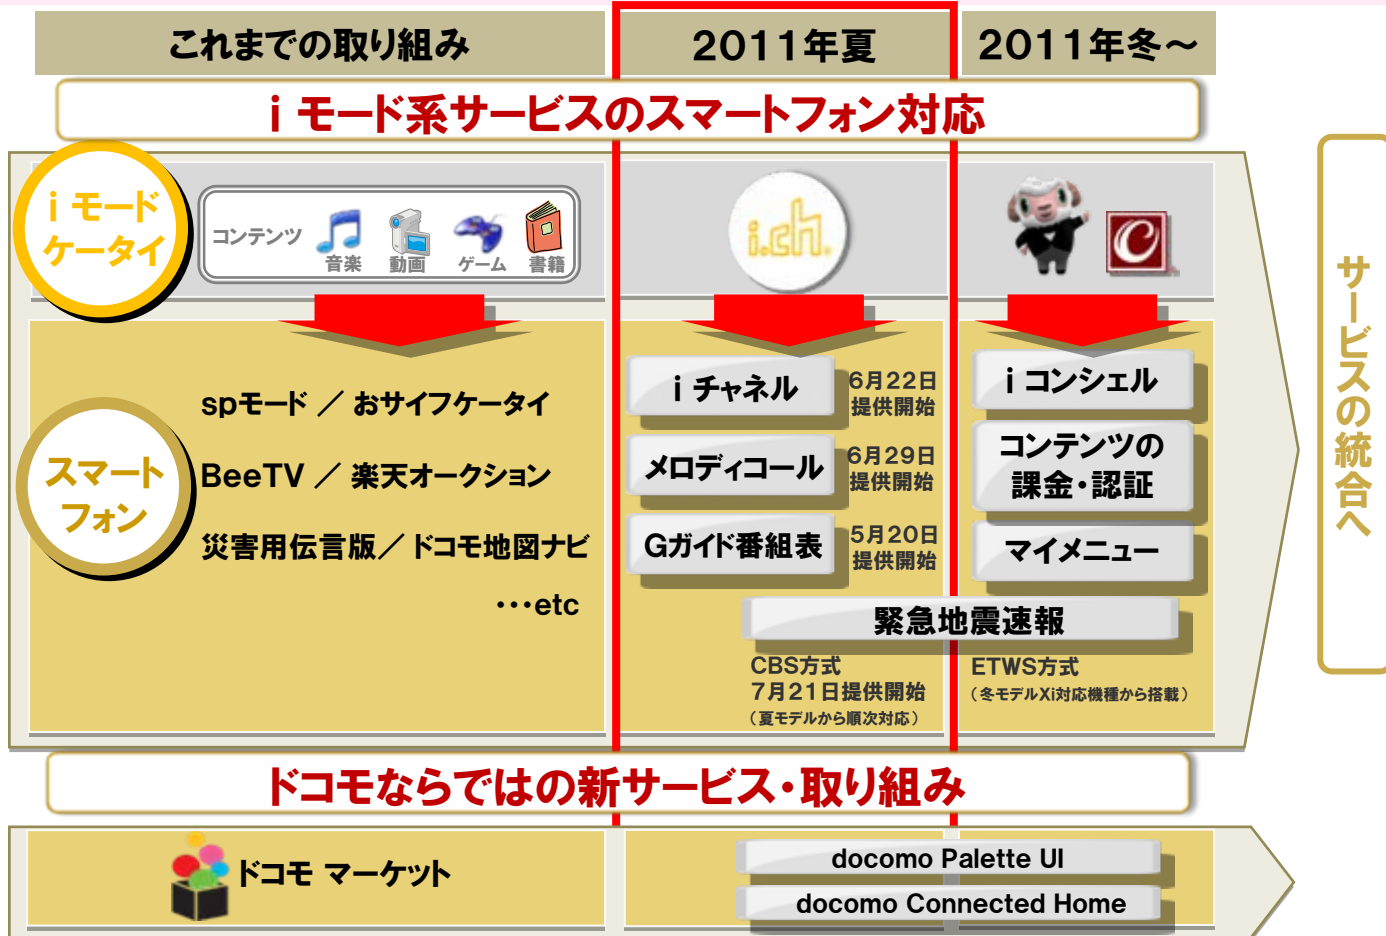 これまでの取り組み
2011年夏
2011年冬～
iモード系サービスのスマートフォン対応
iモード
ケータイ
コンテンツ
音楽
動画
ゲーム
書籍
i.ch.
C
スマート
フォン
spモード ／ おサイフケータイ
BeeTV ／ 楽天オークション
災害用伝言版／ドコモ地図ナビ
･･･etc
iチャネル
6月22日
提供開始
メロディコール
6月29日
提供開始
Gガイド番組表
5月20日
提供開始
iコンシェル
コンテンツの
課金・認証
マイメニュー
緊急地震速報
CBS方式
7月21日提供開始
（夏モデルから順次対応）
ETWS方式
（冬モデルXi対応機種から搭載）
サービスの統合へ
ドコモならではの新サービス・取り組み
ドコモ マーケット
docomo Palette UI
docomo Connected Home